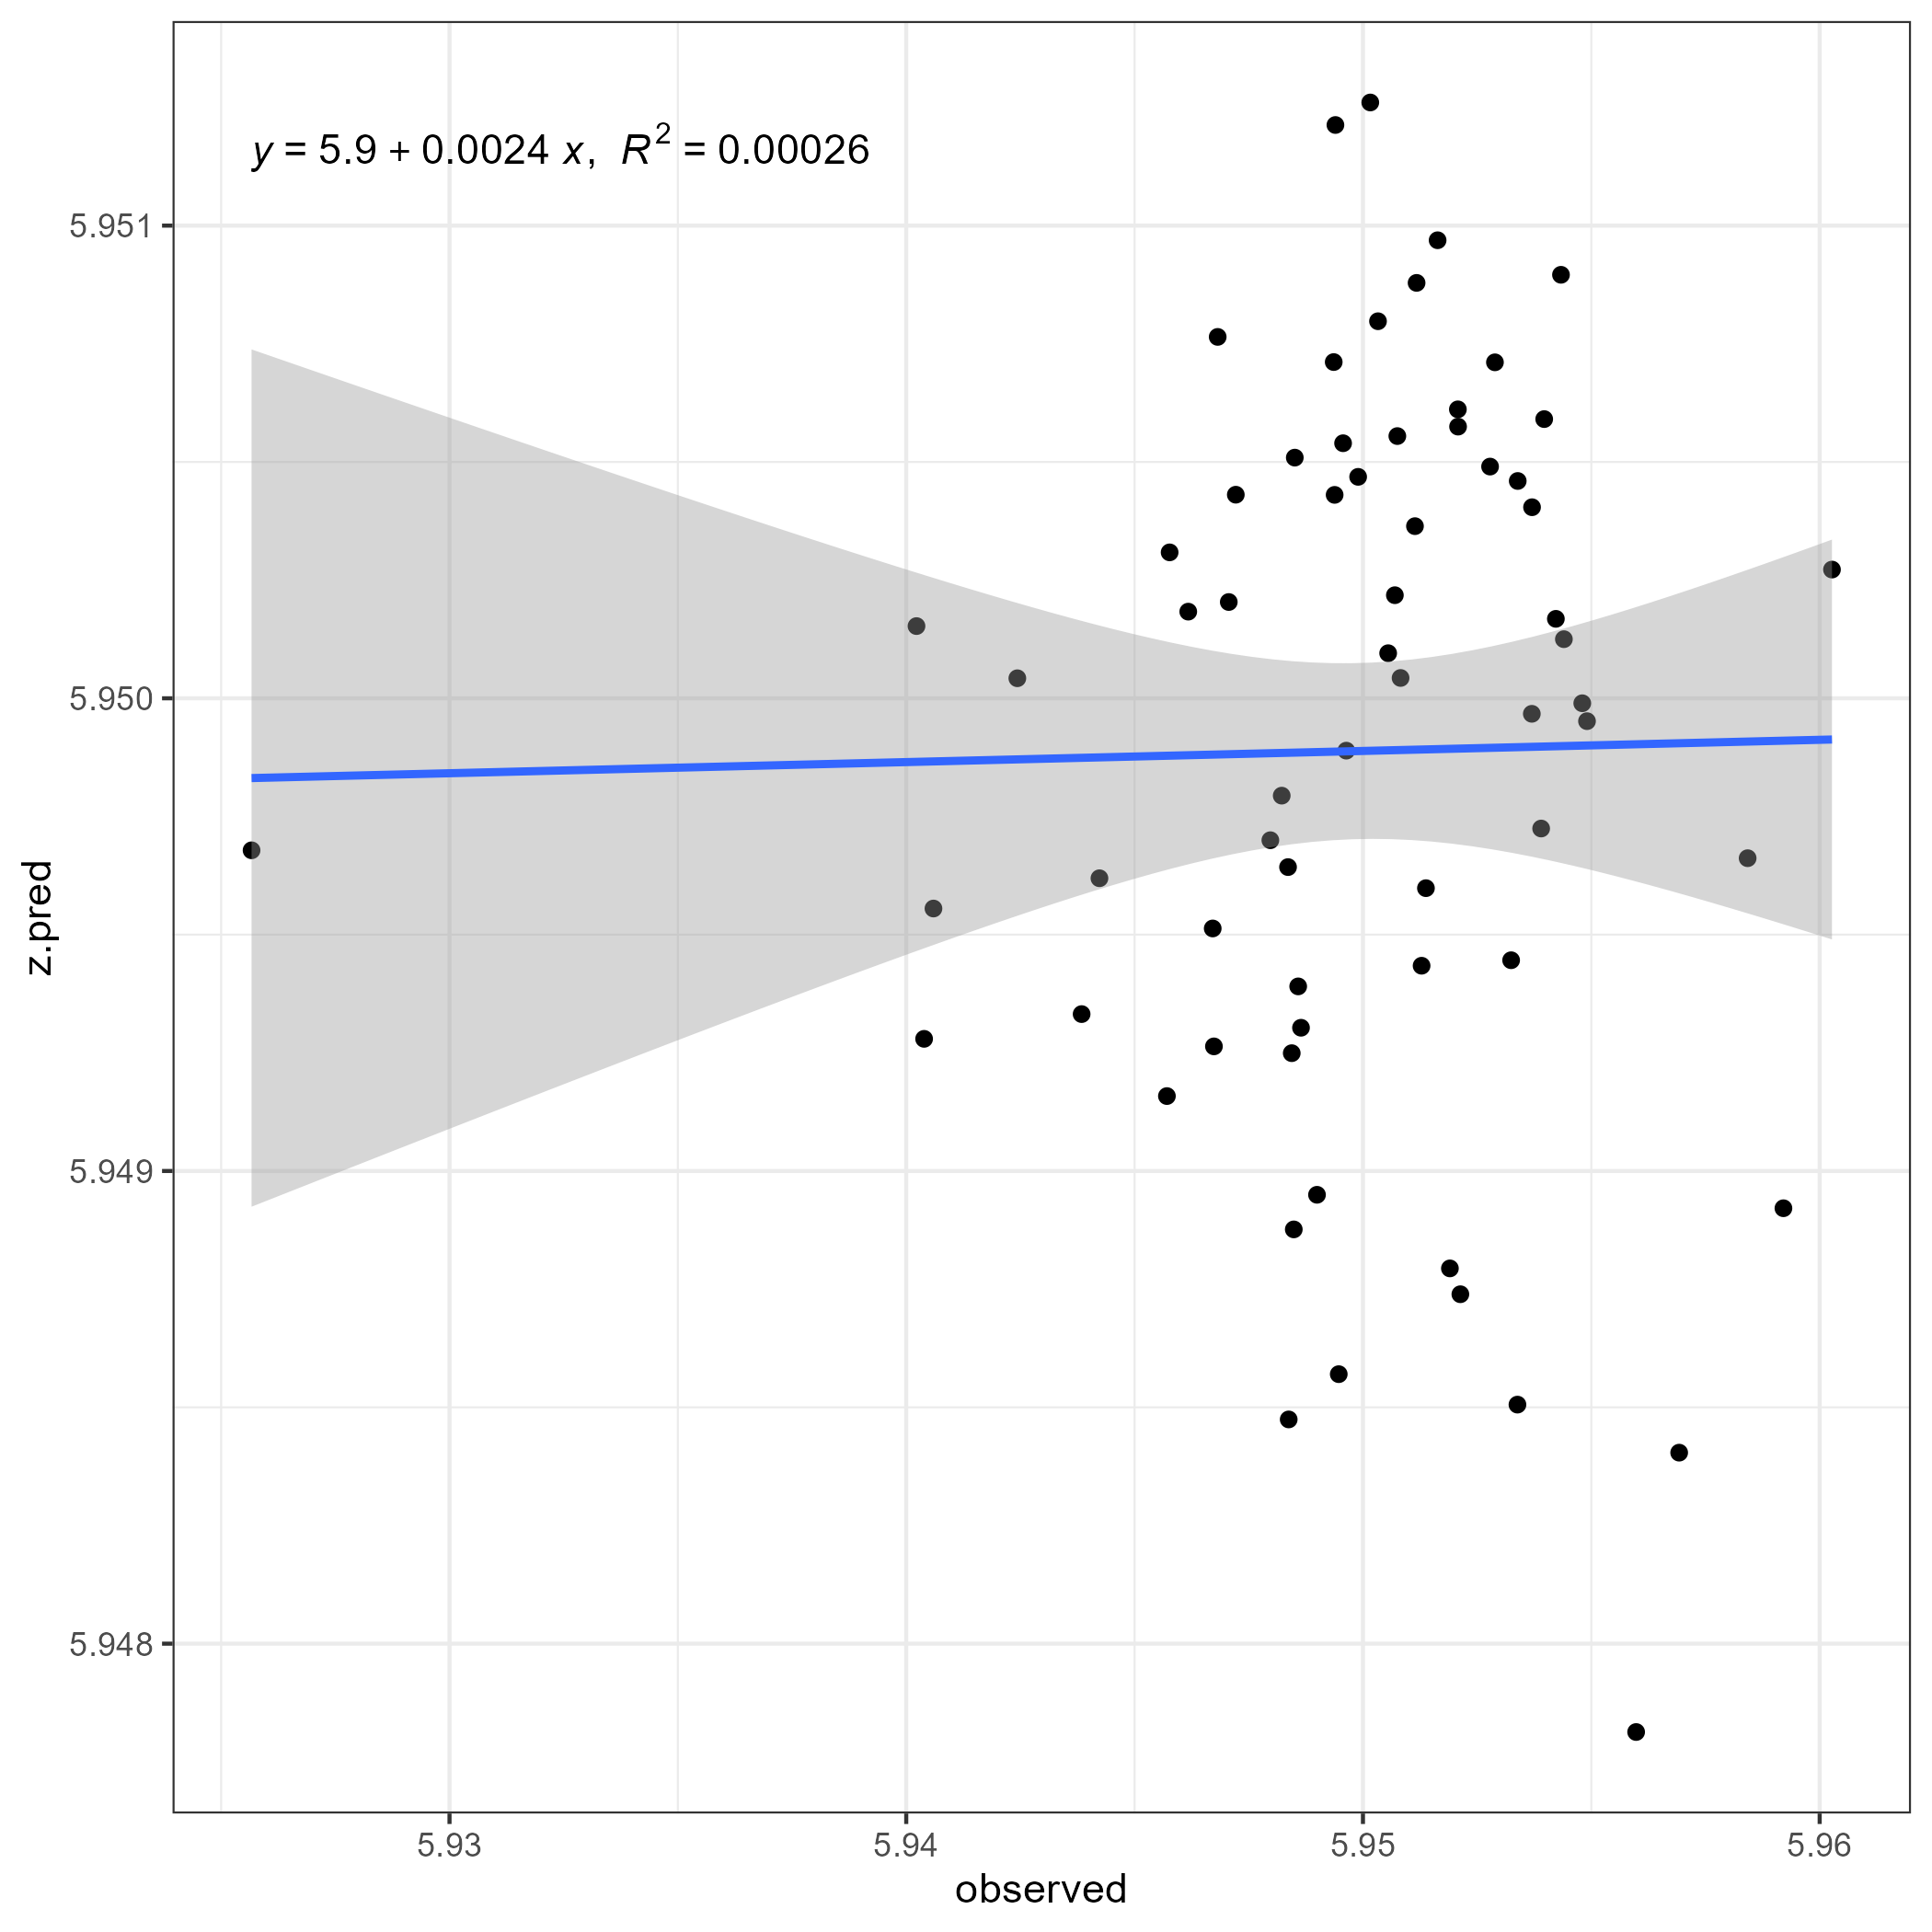 y = 5.9 + 0.0024 x, R² = 0.00026
5.951
5.950
5.949
5.948
z.pred
5.93 5.94 5.95 5.96
observed